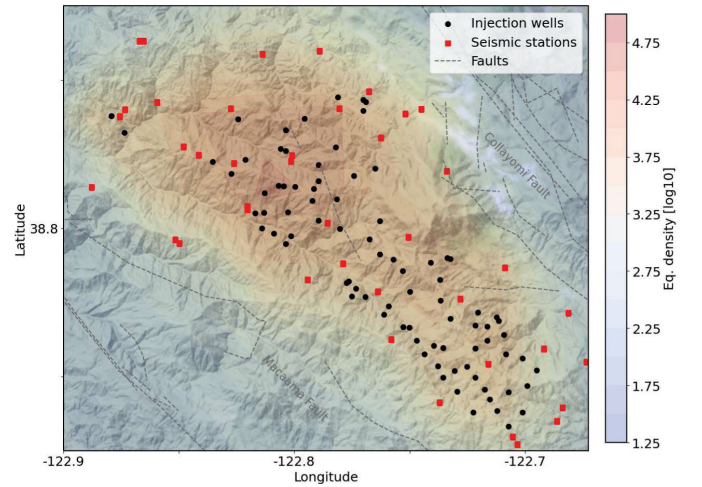 Injection wells
Seismic stations
Faults
4.75
4.25
3.75
3.25
2.75
2.25
1.75
1.25
Eq. density [log10]
Collayomi Fault
Macaama Fault
Latitude
38.8
-122.9
-122.8
-122.7
Longitude